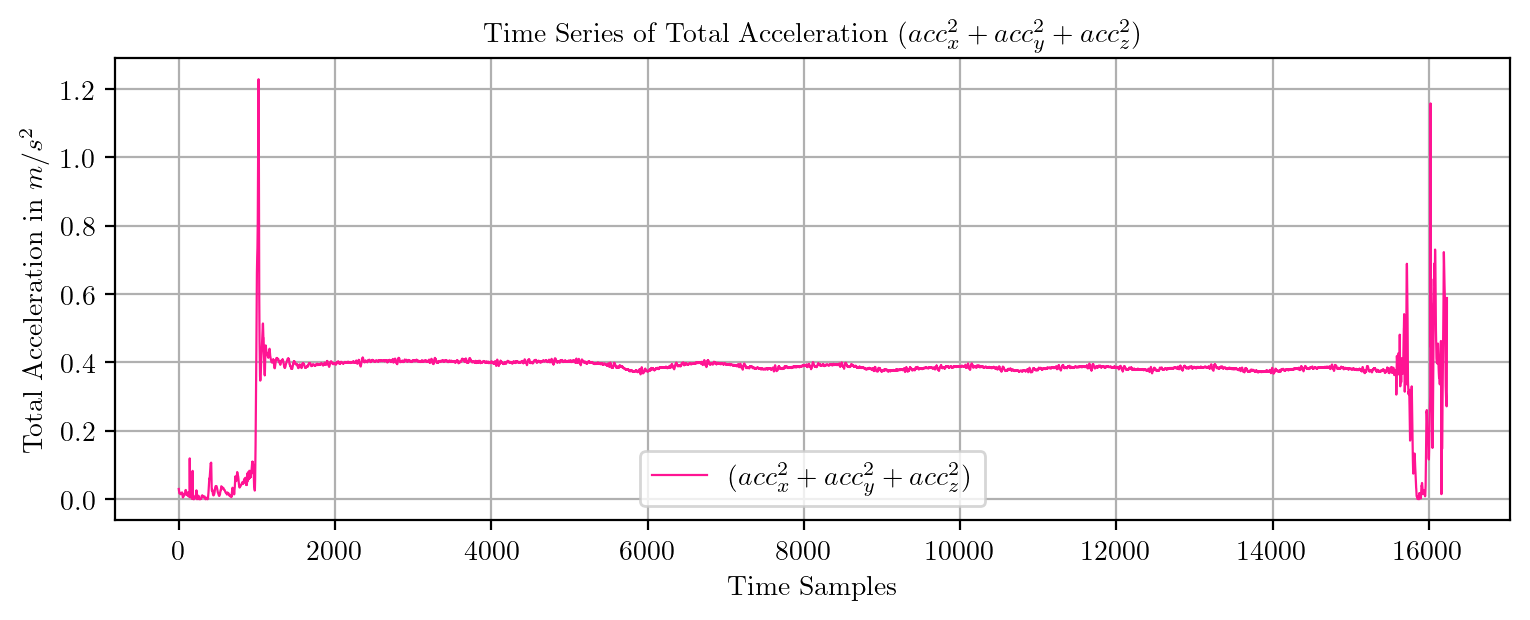 Time Series of Total Acceleration $(acc_x^2 + acc_y^2 + acc_z^2)$
Total Acceleration in $m/s^2$
1.2
1.0
0.8
0.6
0.4
0.2
0.0
$(acc_x^2 + acc_y^2 + acc_z^2)$
0 2000 4000 6000 8000 10000 12000 14000 16000
Time Samples